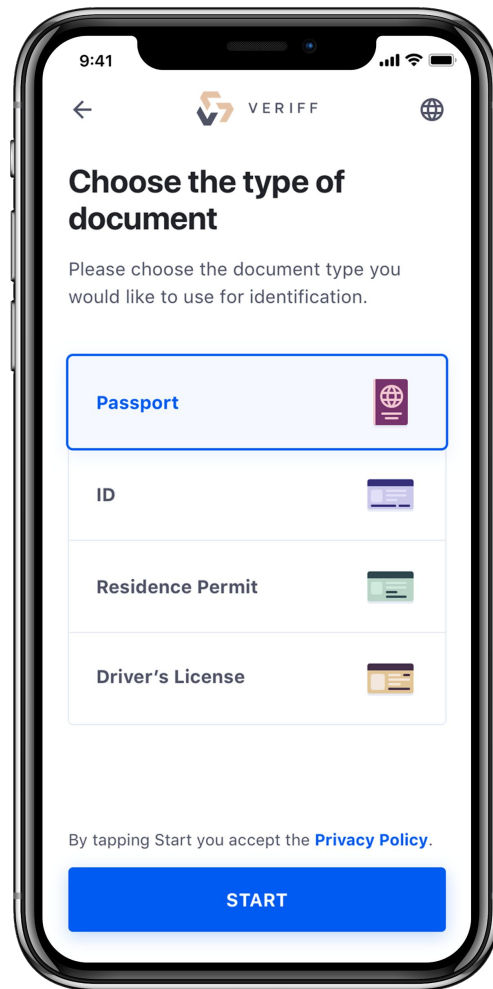 9:41
VERIFF
Choose the type of
document
Please choose the document type you
would like to use for identification.
Passport
ID
Residence Permit
Driver’s License
By tapping Start you accept the Privacy Policy.
START